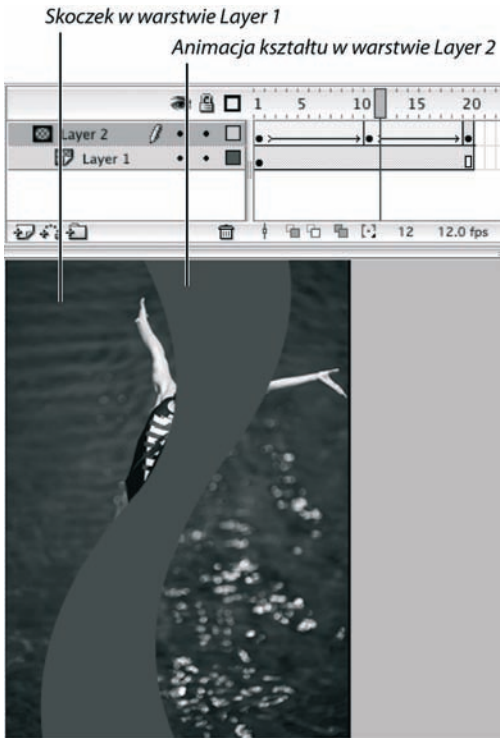 Skoczek w warstwie Layer 1
Animacja kształtu w warstwie Layer 2
1 5 10 15 20
Layer 2
Layer 1
12 12.0 fps